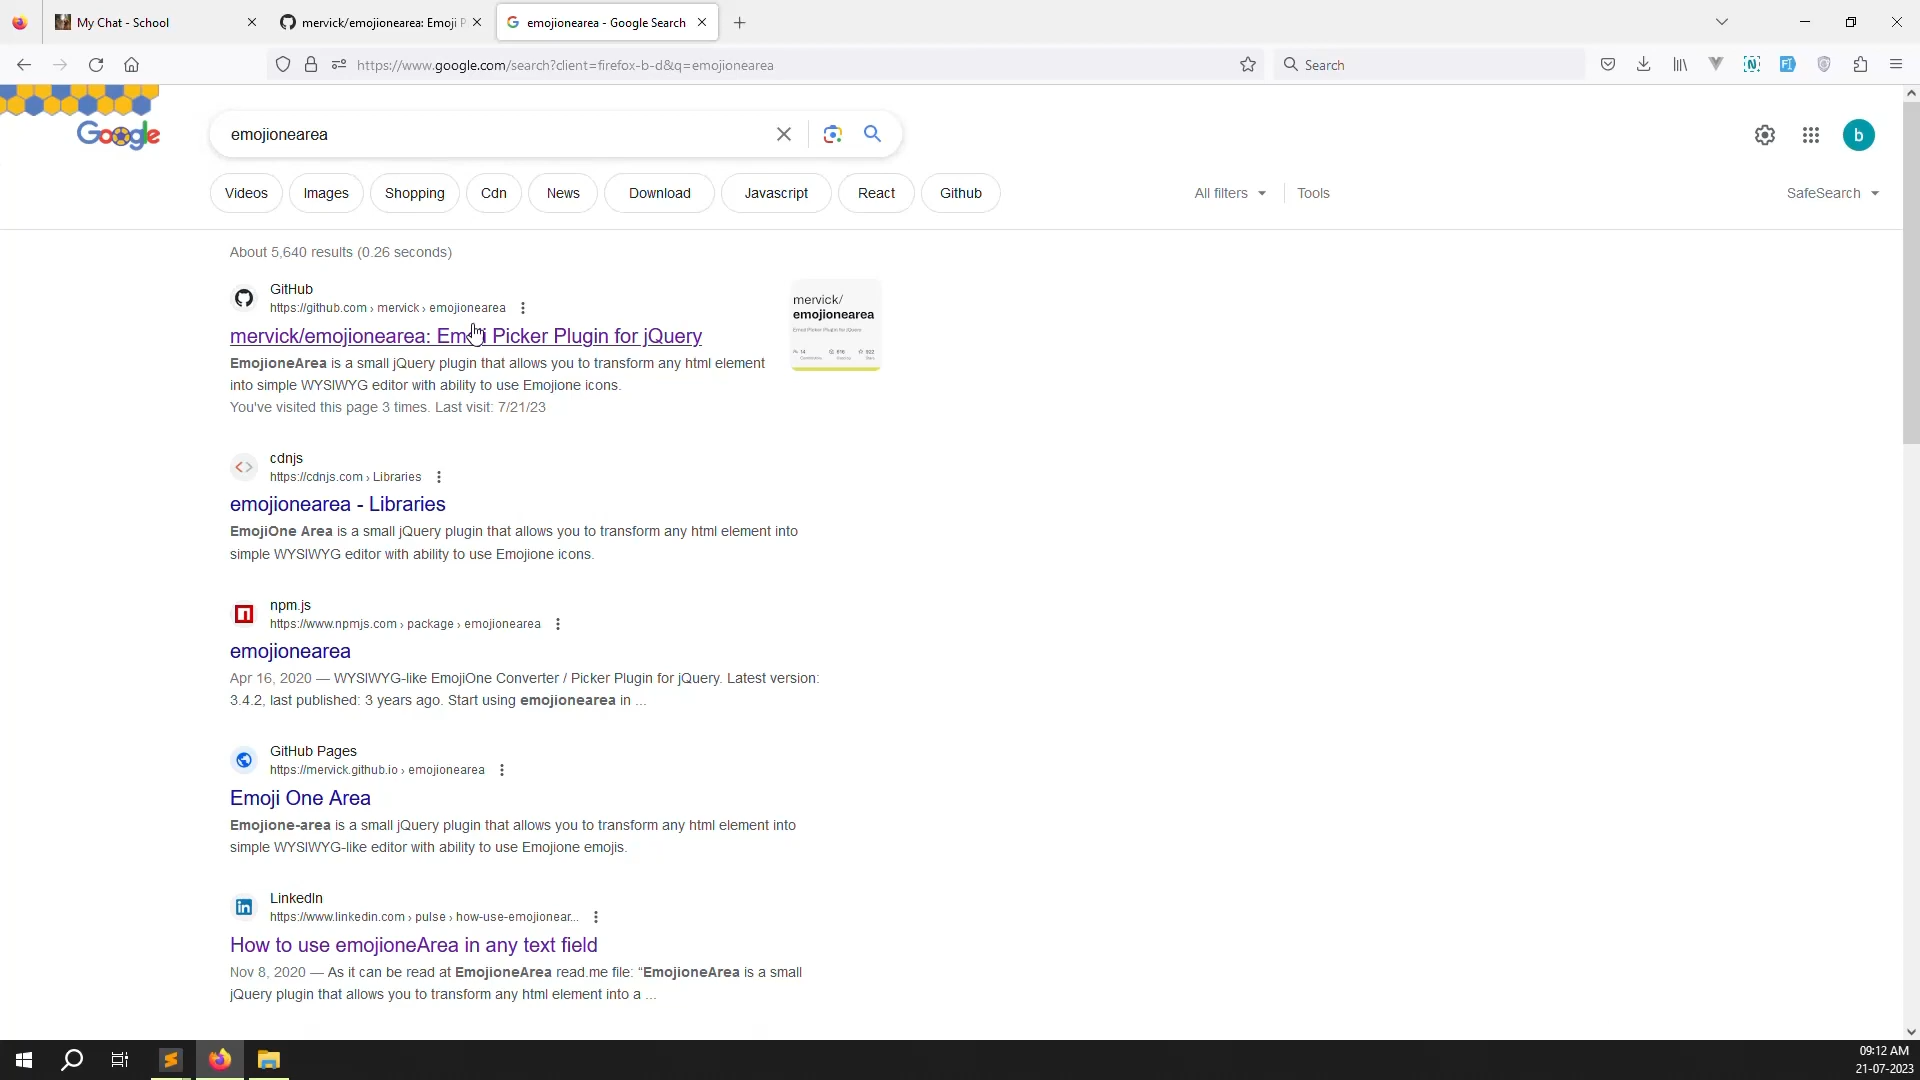 My Chat - School
mervick/emojionearea: Emoji P
emojionearea - Google Search
https://www.google.com/search?client=firefox-b-d&q=emojionearea
Search
Google
emojionearea
b
Videos
Images
Shopping
Cdn
News
Download
Javascript
React
Github
All filters
Tools
SafeSearch
About 5,640 results (0.26 seconds)
GitHub
https://github.com › mervick › emojionearea
mervick/emojionearea: Emoji Picker Plugin for jQuery
EmojioneArea is a small jQuery plugin that allows you to transform any html element
into simple WYSIWYG editor with ability to use Emojione icons.
You've visited this page 3 times. Last visit: 7/21/23
mervick/
emojionearea
Emoji Picker Plugin for jQuery
cdnjs
https://cdnjs.com › Libraries
emojionearea - Libraries
EmojiOne Area is a small jQuery plugin that allows you to transform any html element into
simple WYSIWYG editor with ability to use Emojione icons.
npm.js
https://www.npmjs.com › package › emojionearea
emojionearea
Apr 16, 2020 — WYSIWYG-like EmojiOne Converter / Picker Plugin for jQuery. Latest version:
3.4.2, last published: 3 years ago. Start using emojionearea in ...
GitHub Pages
https://mervick.github.io › emojionearea
Emoji One Area
Emojione-area is a small jQuery plugin that allows you to transform any html element into
simple WYSIWYG-like editor with ability to use Emojione emojis.
LinkedIn
https://www.linkedin.com › pulse › how-use-emojionear...
How to use emojioneArea in any text field
Nov 8, 2020 — As it can be read at EmojioneArea read.me file: “EmojioneArea is a small
jQuery plugin that allows you to transform any html element into a ...
09:12 AM
21-07-2023